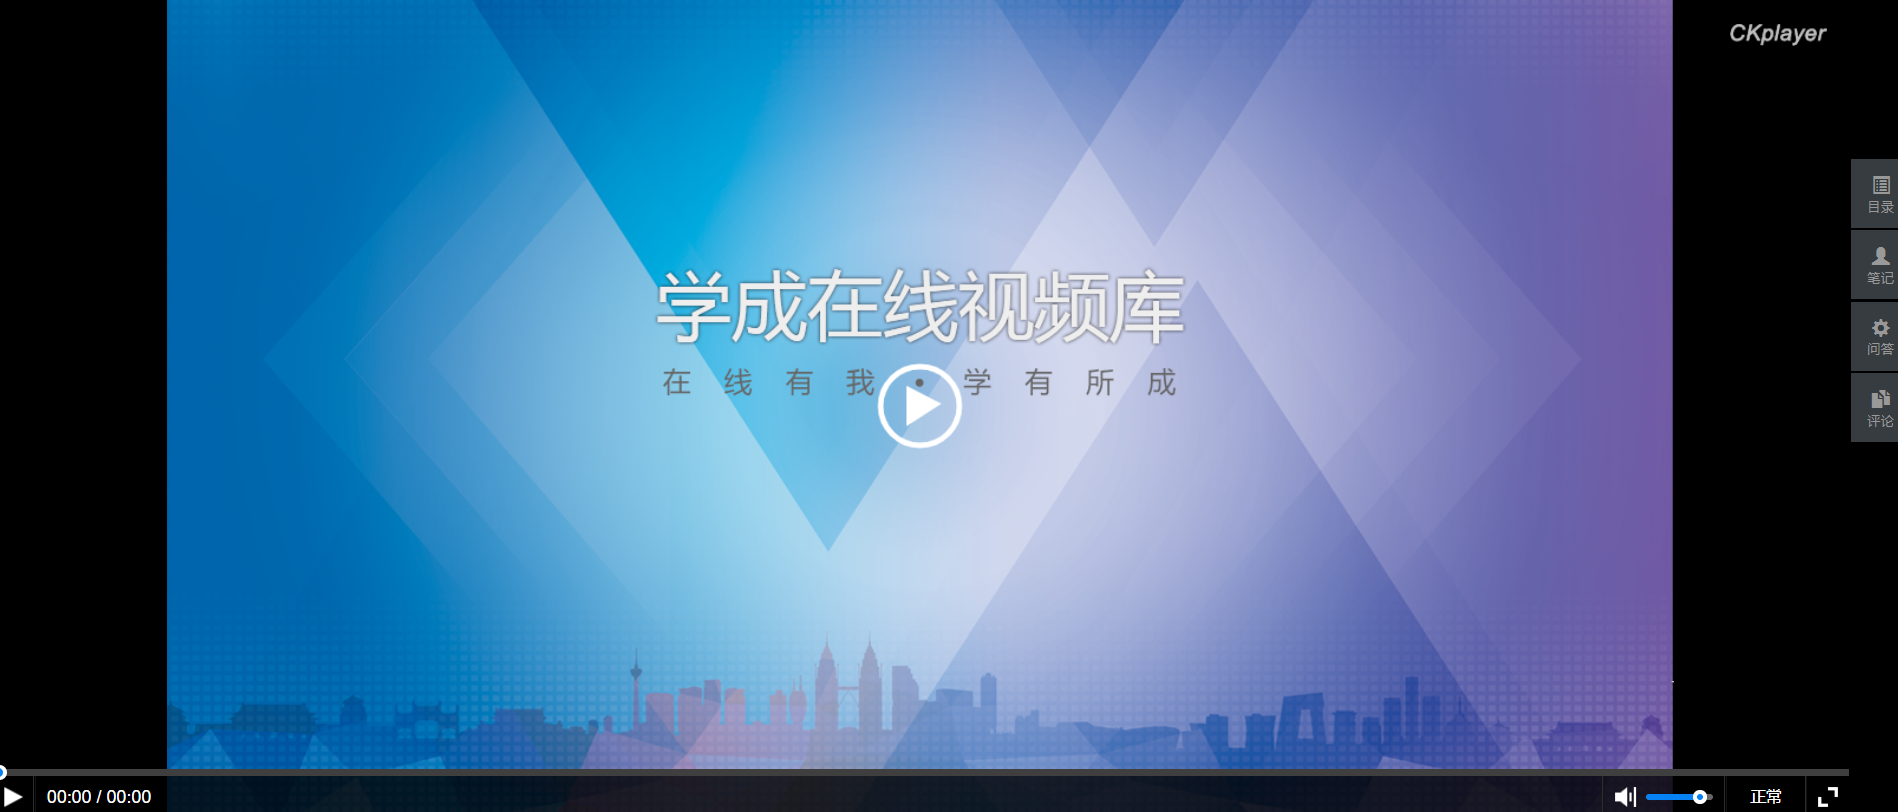 CKplayer
目录
笔记
问答
评论
学成在线视频库
在线有我•学有所成
00:00 / 00:00
正常